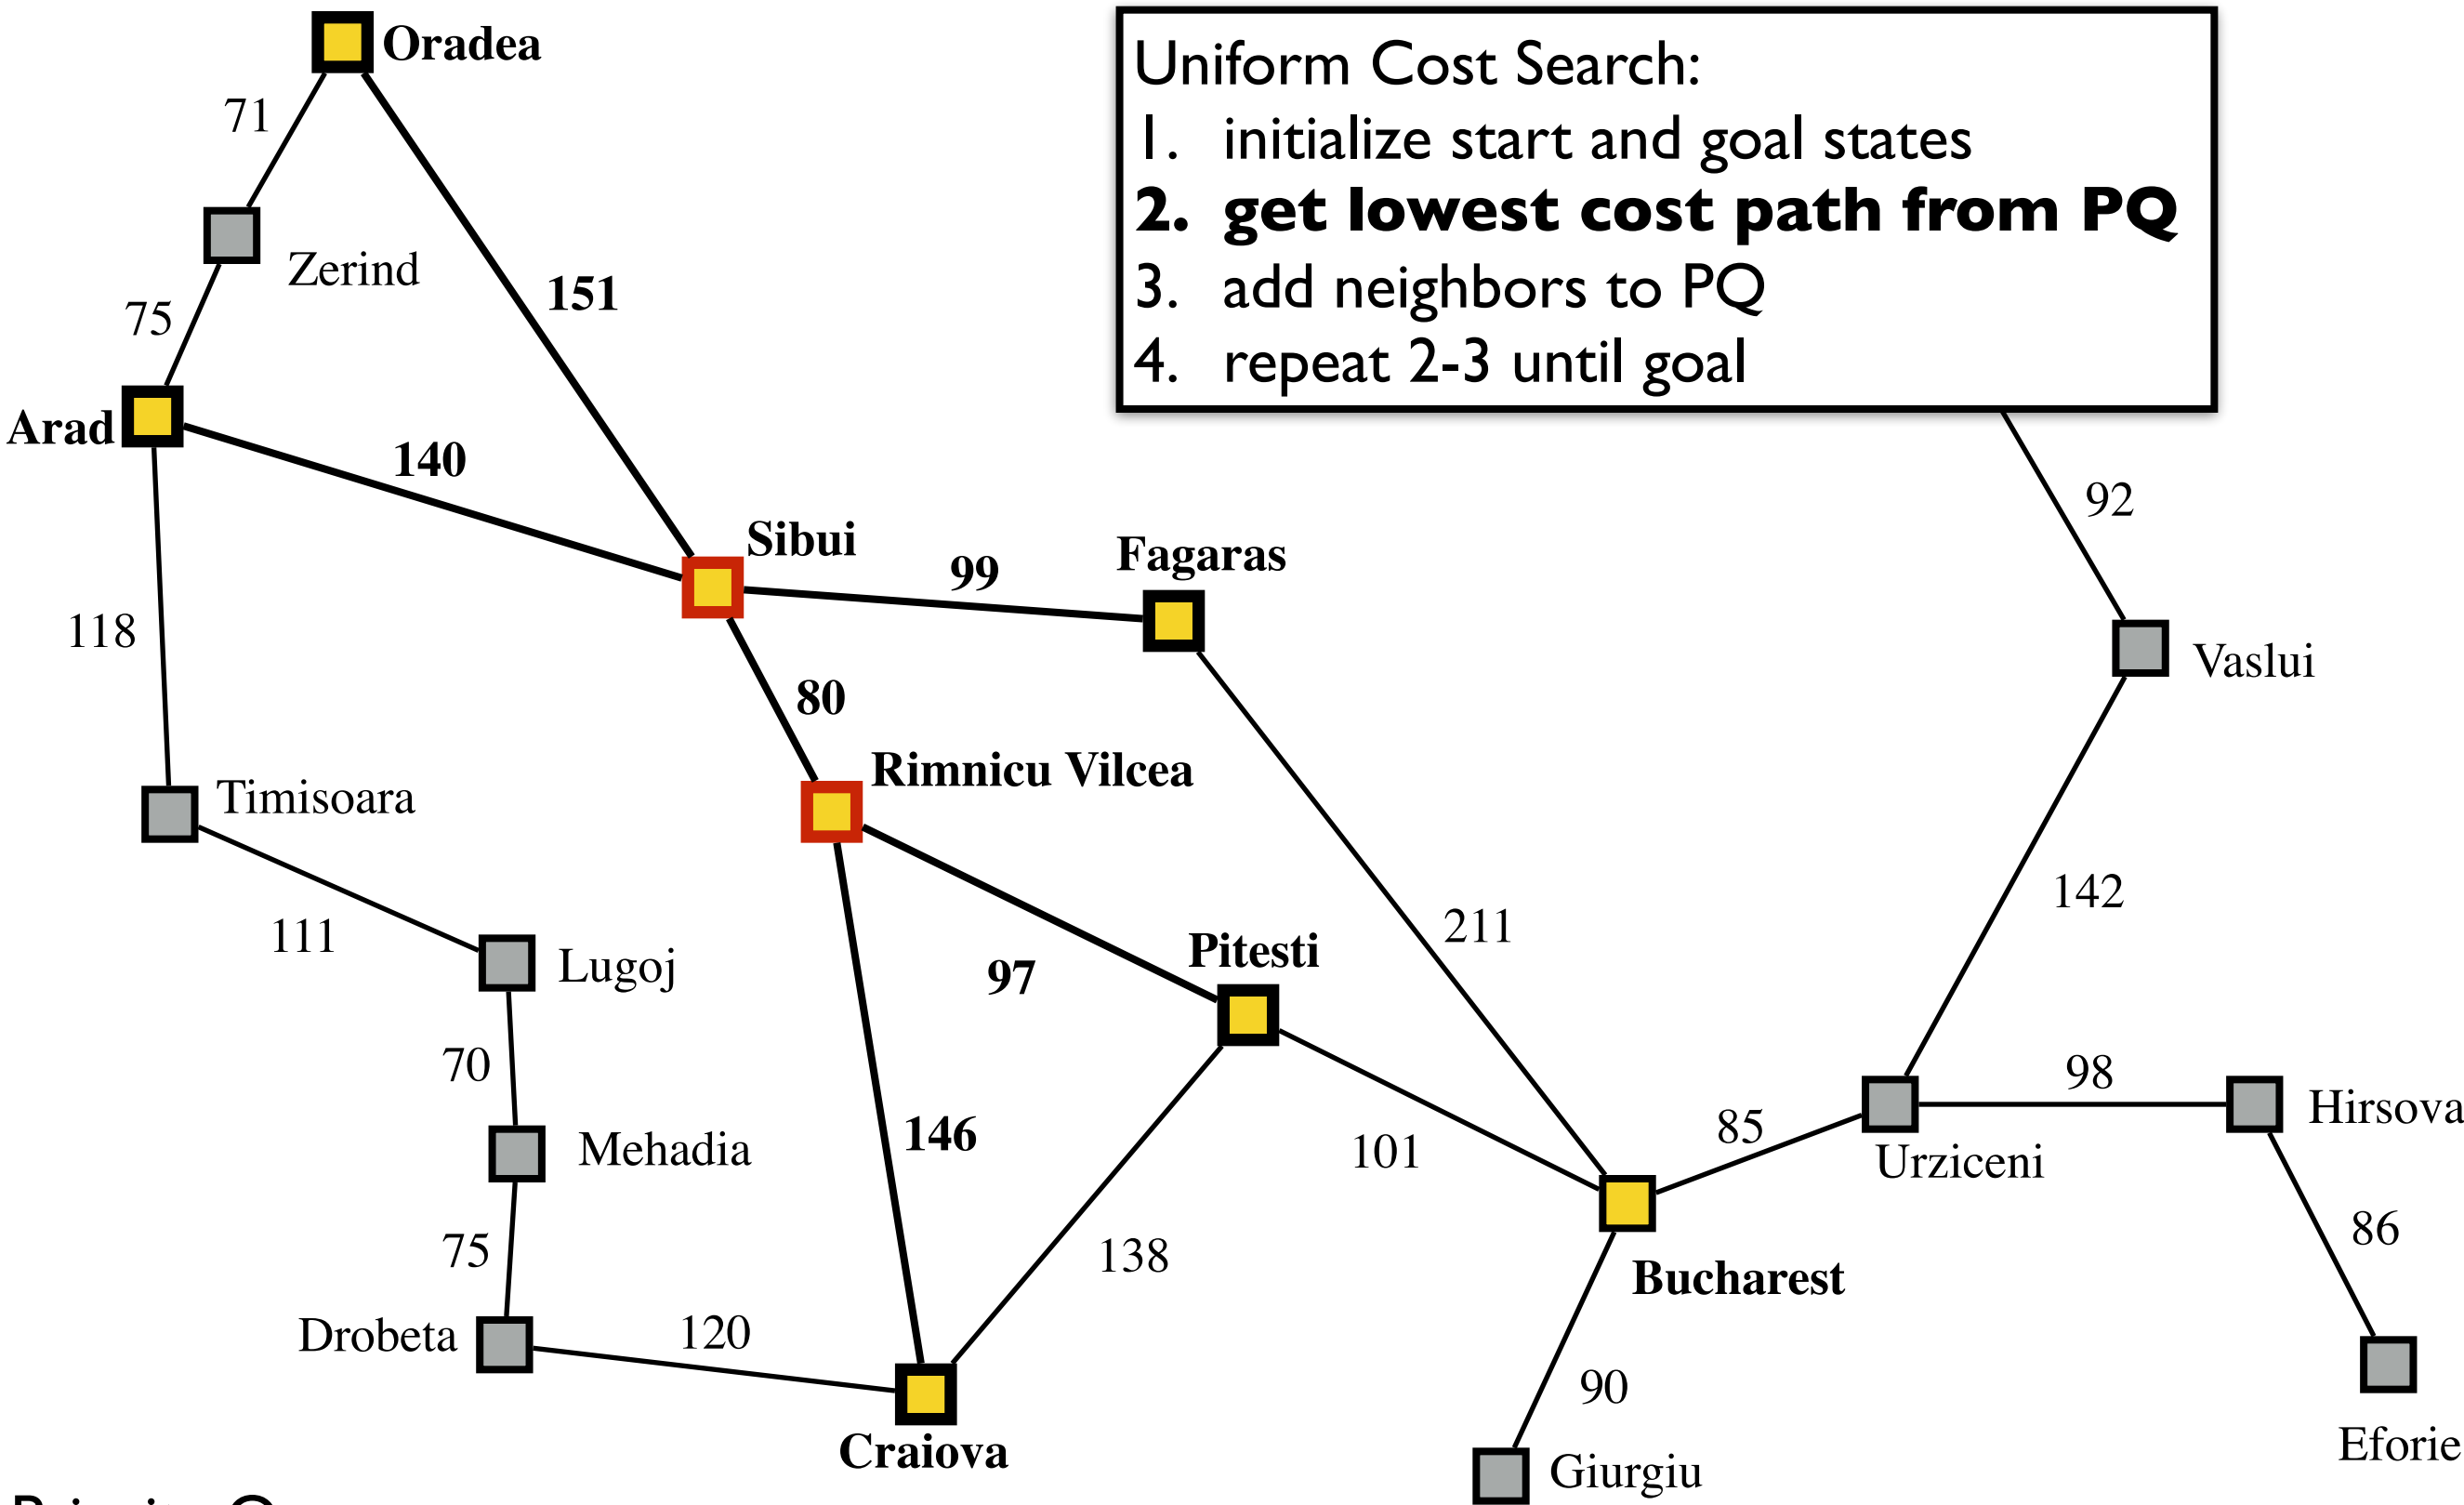 Oradea
Uniform Cost Search:
1. initialize start and goal states
2. get lowest cost path from PQ
3. add neighbors to PQ
4. repeat 2-3 until goal
71
Zerind
151
75
Arad
140
92
Sibui
99
Fagaras
118
Vaslui
80
Rimnicu Vilcea
Timisoara
142
211
111
Pitesti
Lugoj
97
70
98
Hirsova
146
85
Mehadia
101
Urziceni
75
138
86
Bucharest
Drobeta
120
90
Craiova
Eforie
Giurgiu